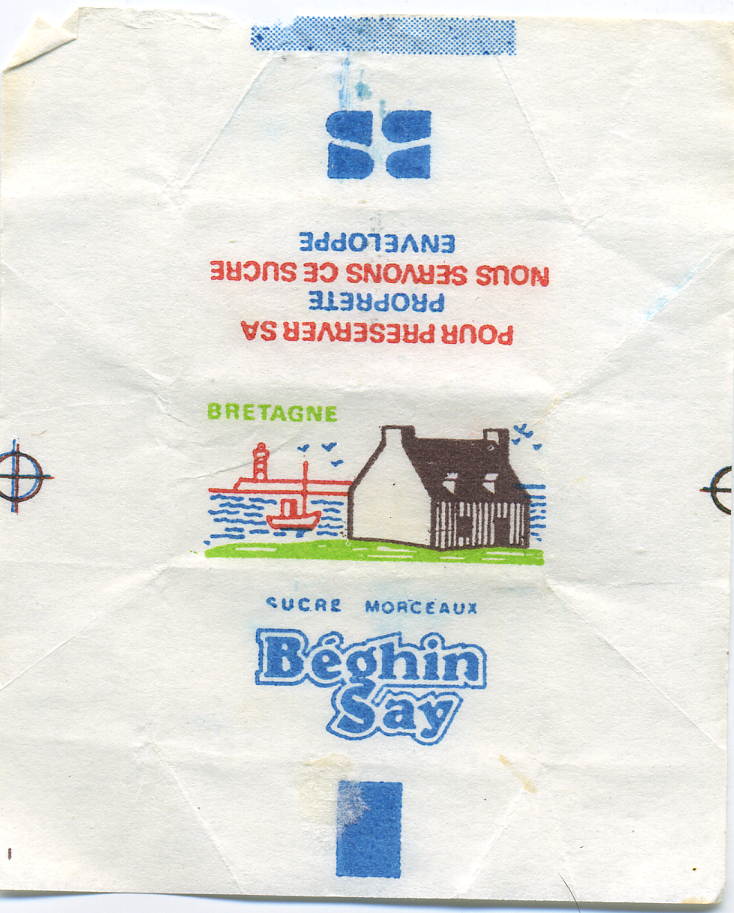 POUR PRESERVER SA
PROPRETE
NOUS SERVONS CE SUCRE
ENVELOPPE
BRETAGNE
SUCRE MORCEAUX
Béghin
Say